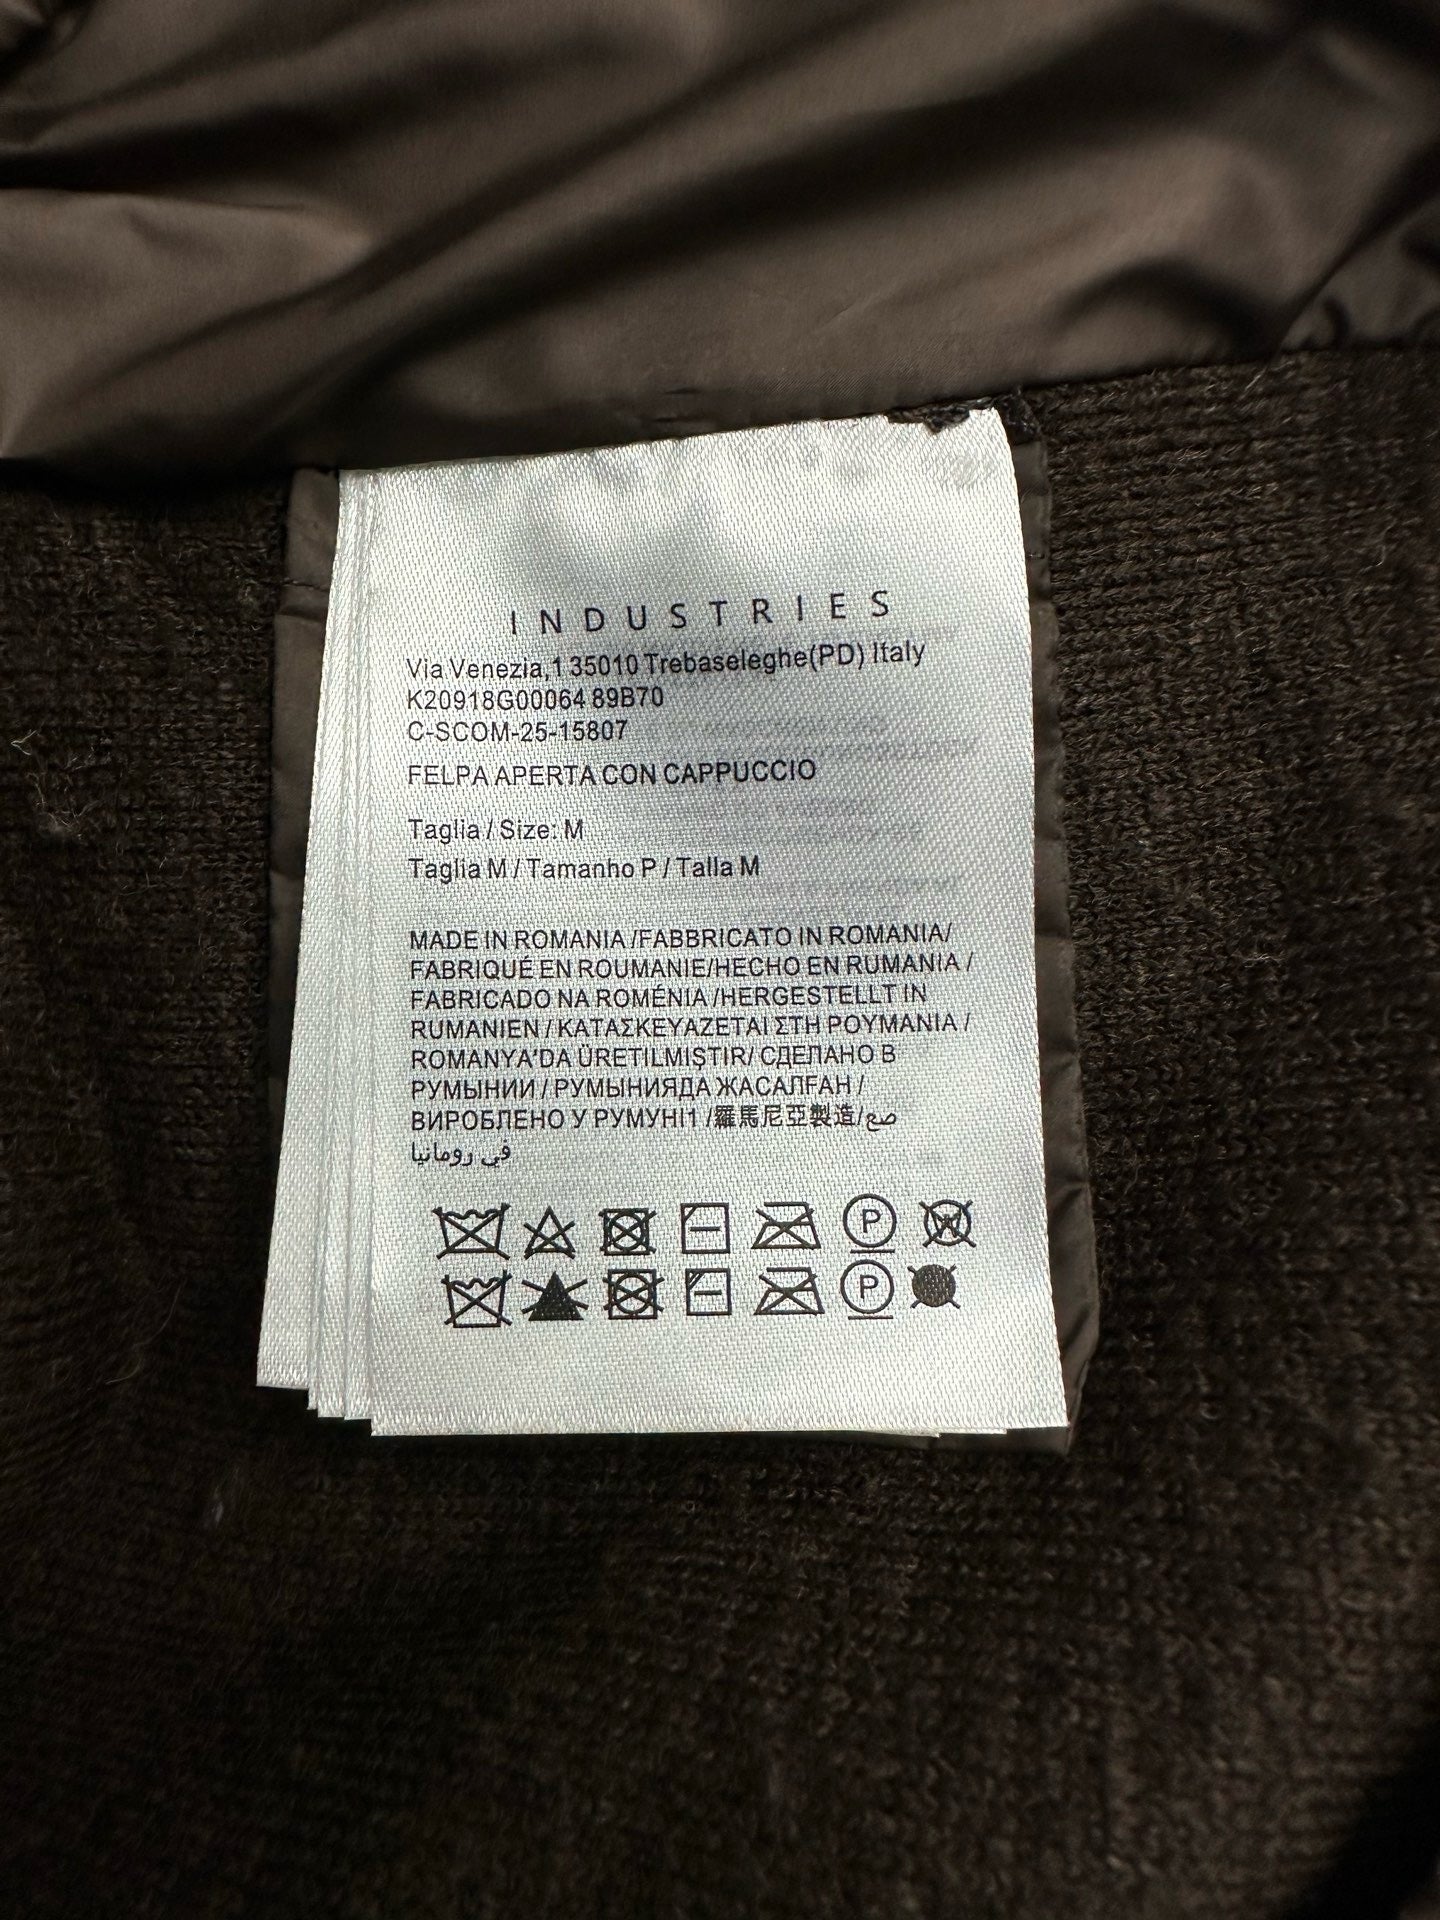 INDUSTRIES
Via Venezia,1 35010 Trebaseleghe(PD) Italy
K20918G00064 89B70
C-SCOM-25-15807
FELPA APERTA CON CAPPUCCIO
Taglia / Size: M
Taglia M / Tamanho P / Talla M
MADE IN ROMANIA /FABBRICATO IN ROMANIA/
FABRIQUÉ EN ROUMANIE/HECHO EN RUMANIA /
FABRICADO NA ROMÉNIA /HERGESTELLT IN
RUMANIEN / ΚΑΤΑΣΚΕΥΑΖΕΤΑΙ ΣΤΗ ΡΟΥΜΑΝΙΑ /
ROMANYA'DA ÜRETILMIŞTIR/ СДЕЛАНО В
РУМЫНИИ / РУМЫНИЯДА ЖАСАЛҒАН /
ВИРОБЛЕНО У РУМУНІ1 /羅馬尼亞製造/صع
في رومانيا
P W
P